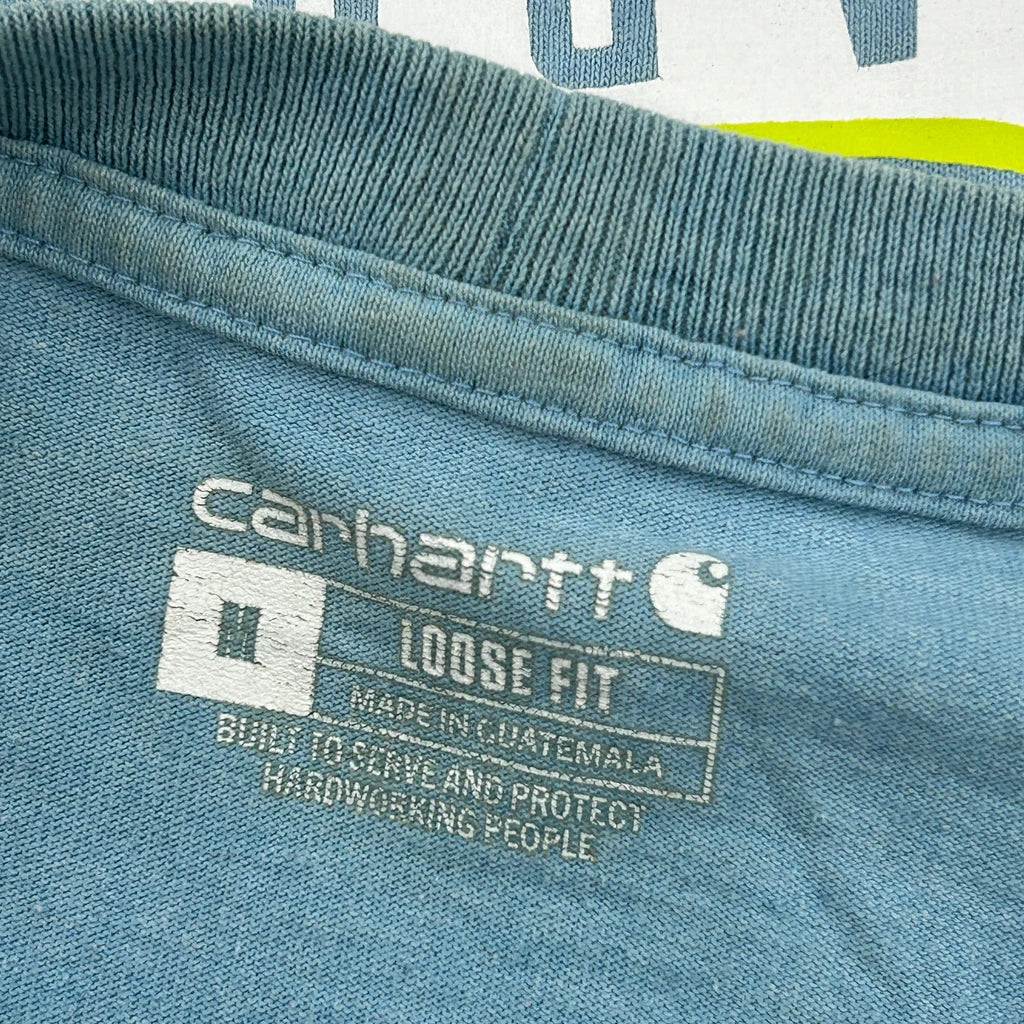 carhartt
M
LOOSE FIT
MADE IN GUATEMALA
BUILT TO SERVE AND PROTECT
HARDWORKING PEOPLE